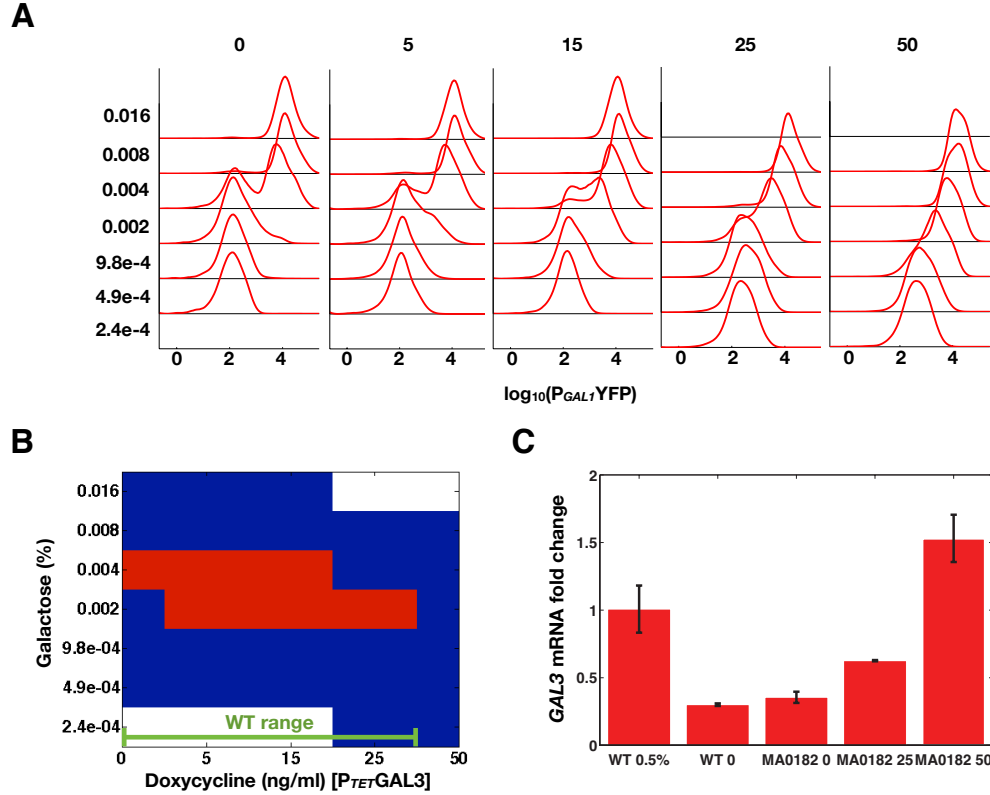 A
0 5 15 25 50
0.016
0.008
0.004
0.002
9.8e-4
4.9e-4
2.4e-4
0 2 4 0 2 4 0 2 4 0 2 4 0 2 4
log10(PGAL1YFP)
B
Galactose (%)
0.016
0.008
0.004
0.002
9.8e-04
4.9e-04
2.4e-04
WT range
0 5 15 25 50
Doxycycline (ng/ml) [PTETGAL3]
C
GAL3 mRNA fold change
2
1.5
1
0.5
0
WT 0.5% WT 0 MA0182 0 MA0182 25 MA0182 50